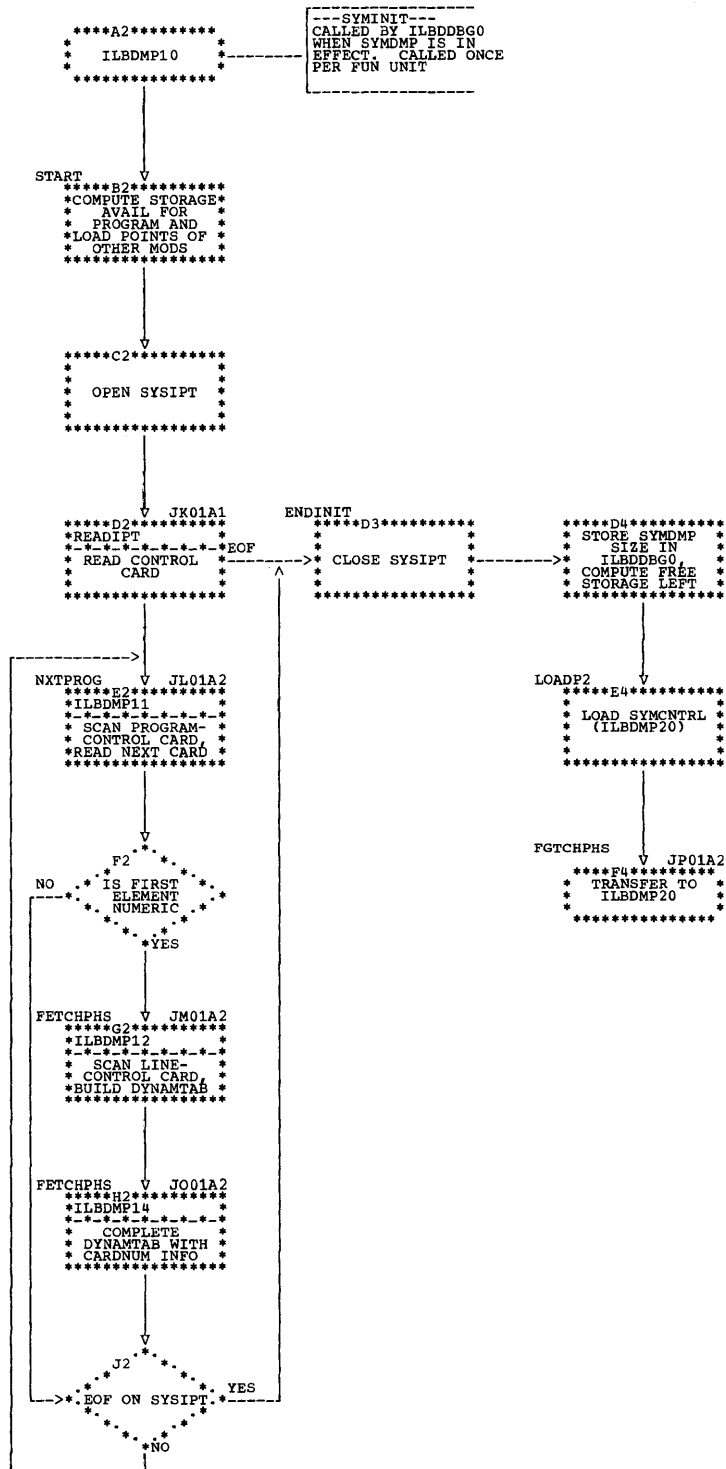 A2
ILBDMP10
---SYMINIT---
CALLED BY ILBDDBG0
WHEN SYMDMP IS IN
EFFECT. CALLED ONCE
PER FUN UNIT
START
B2
COMPUTE STORAGE
AVAIL FOR
PROGRAM AND
LOAD POINTS OF
OTHER MODS
C2
OPEN SYSIPT
JK01A1
D2
READIPT
READ CONTROL
CARD
EOF
ENDINIT
D3
CLOSE SYSIPT
D4
STORE SYMDMP
SIZE IN
ILBDDBG0,
COMPUTE FREE
STORAGE LEFT
NXTPROG JL01A2
E2
ILBDMP11
SCAN PROGRAM-
CONTROL CARD,
READ NEXT CARD
LOADP2
E4
LOAD SYMCNTRL
(ILBDMP20)
F2
IS FIRST
ELEMENT
NUMERIC
NO
YES
FGTCHPHS JP01A2
F4
TRANSFER TO
ILBDMP20
FETCHPHS JM01A2
G2
ILBDMP12
SCAN LINE-
CONTROL CARD,
BUILD DYNAMTAB
FETCHPHS JO01A2
H2
ILBDMP14
COMPLETE
DYNAMTAB WITH
CARDNUM INFO
J2
EOF ON SYSIPT
YES
NO